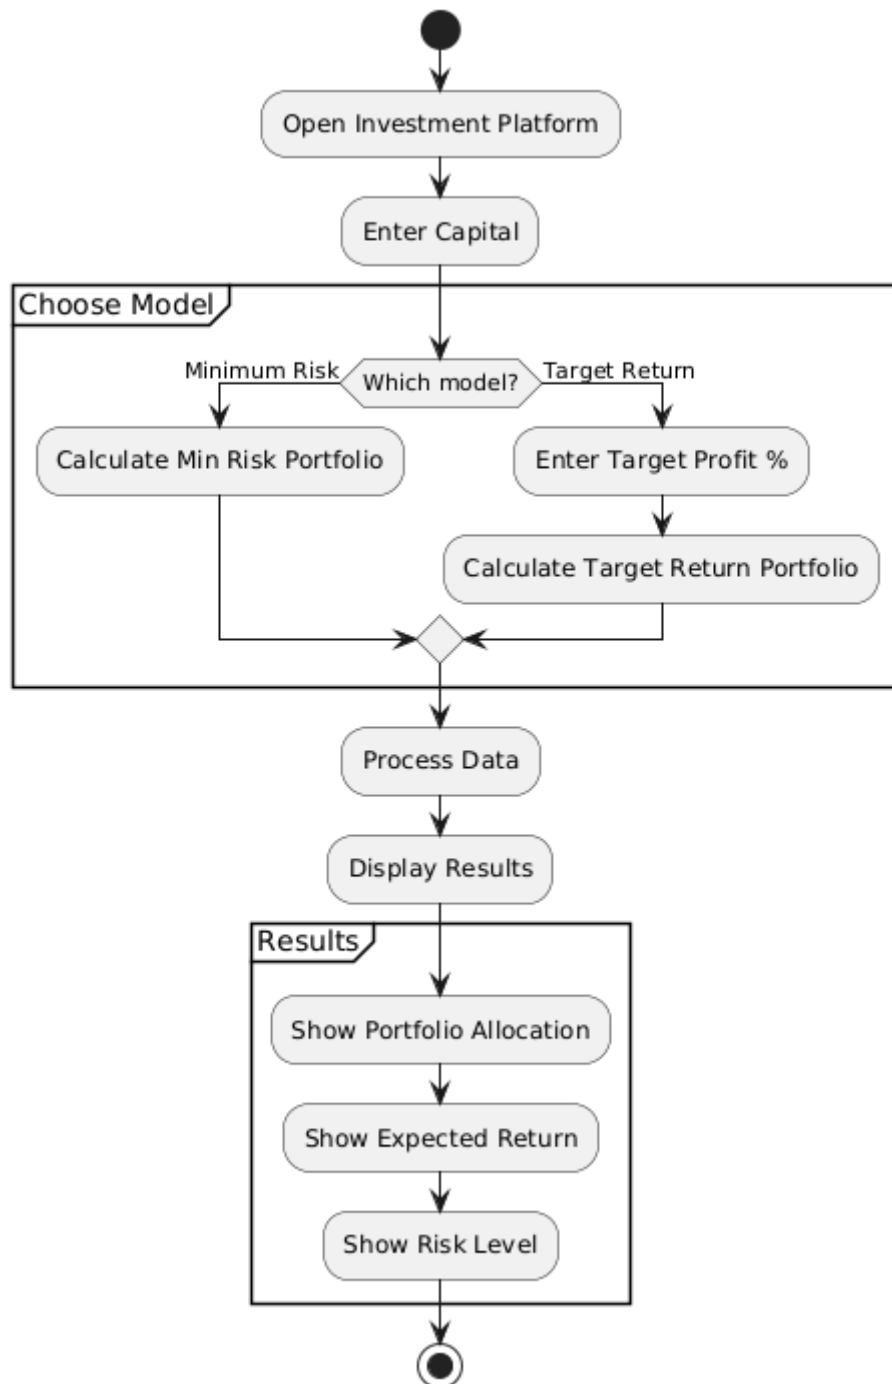 Open Investment Platform
Enter Capital
Choose Model
Minimum Risk
Which model?
Target Return
Calculate Min Risk Portfolio
Enter Target Profit %
Calculate Target Return Portfolio
Process Data
Display Results
Results
Show Portfolio Allocation
Show Expected Return
Show Risk Level